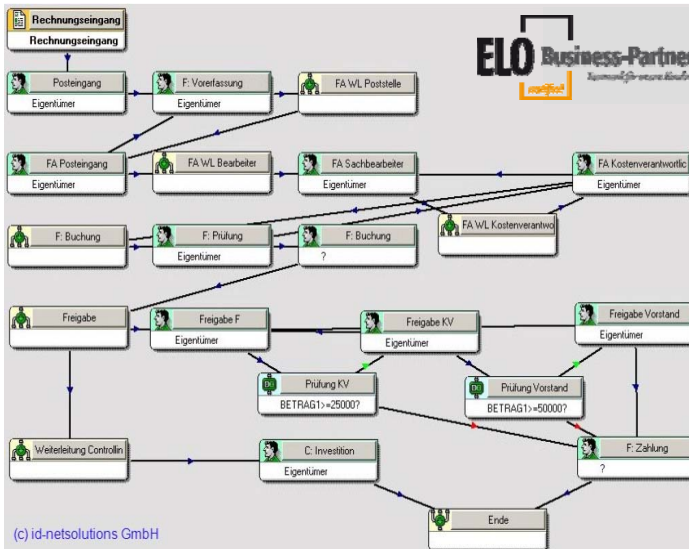 Rechnungseingang
Rechnungseingang
ELO Business-Partner
certified
Posteingang
Eigentümer
F: Vorerfassung
Eigentümer
FA WL Poststelle
FA Posteingang
Eigentümer
FA WL Bearbeiter
FA Sachbearbeiter
Eigentümer
FA Kostenverantwortlic
Eigentümer
FA WL Kostenverantwo
F: Buchung
F: Prüfung
Eigentümer
F: Buchung
?
Freigabe
Freigabe F
Eigentümer
Freigabe KV
Eigentümer
Freigabe Vorstand
Eigentümer
Prüfung KV
BETRAG1>=25000?
Prüfung Vorstand
BETRAG1>=50000?
Weiterleitung Controllin
C: Investition
Eigentümer
F: Zahlung
?
Ende
(c) id-netsolutions GmbH